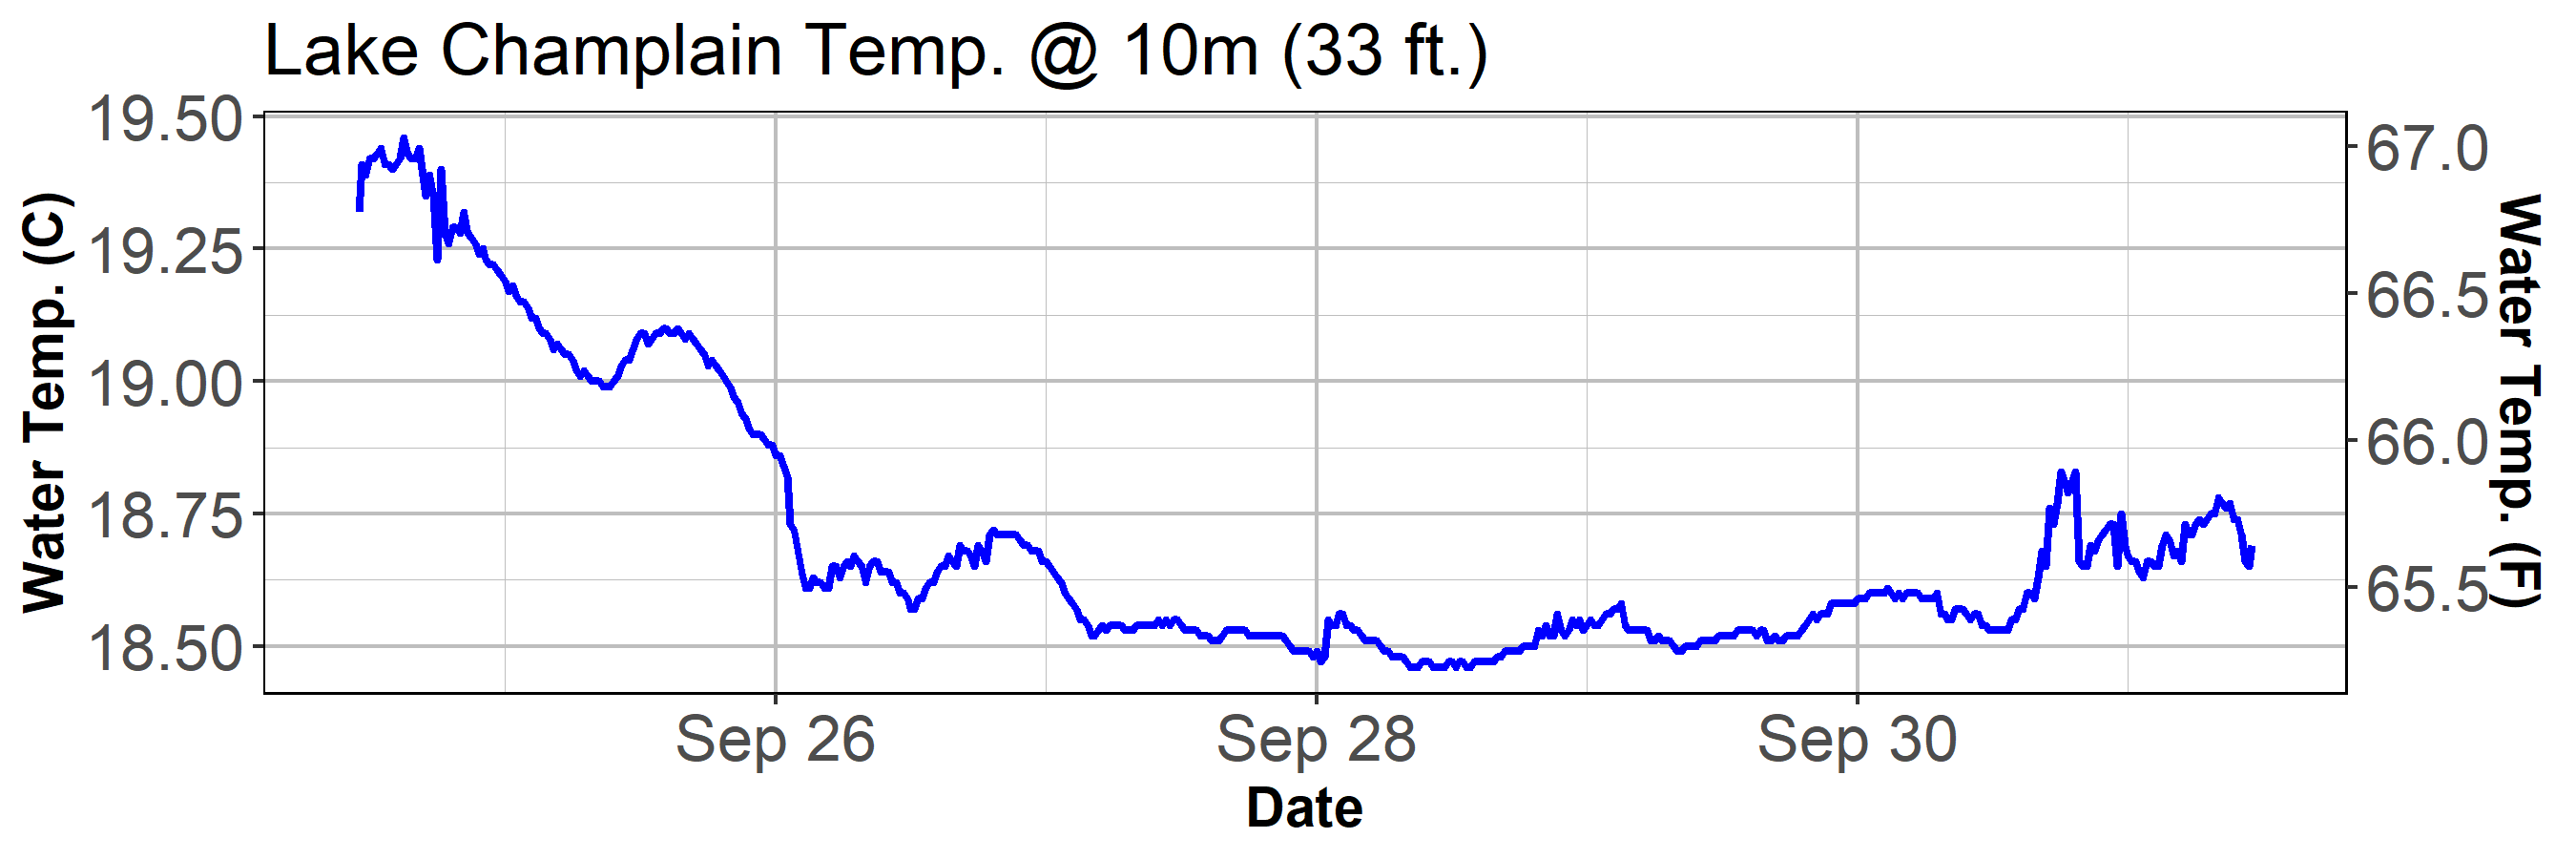 Lake Champlain Temp. @ 10m (33 ft.)
19.50
19.25
19.00
18.75
18.50
Water Temp. (C)
67.0
66.5
66.0
65.5
Water Temp. (F)
Sep 26
Sep 28
Sep 30
Date